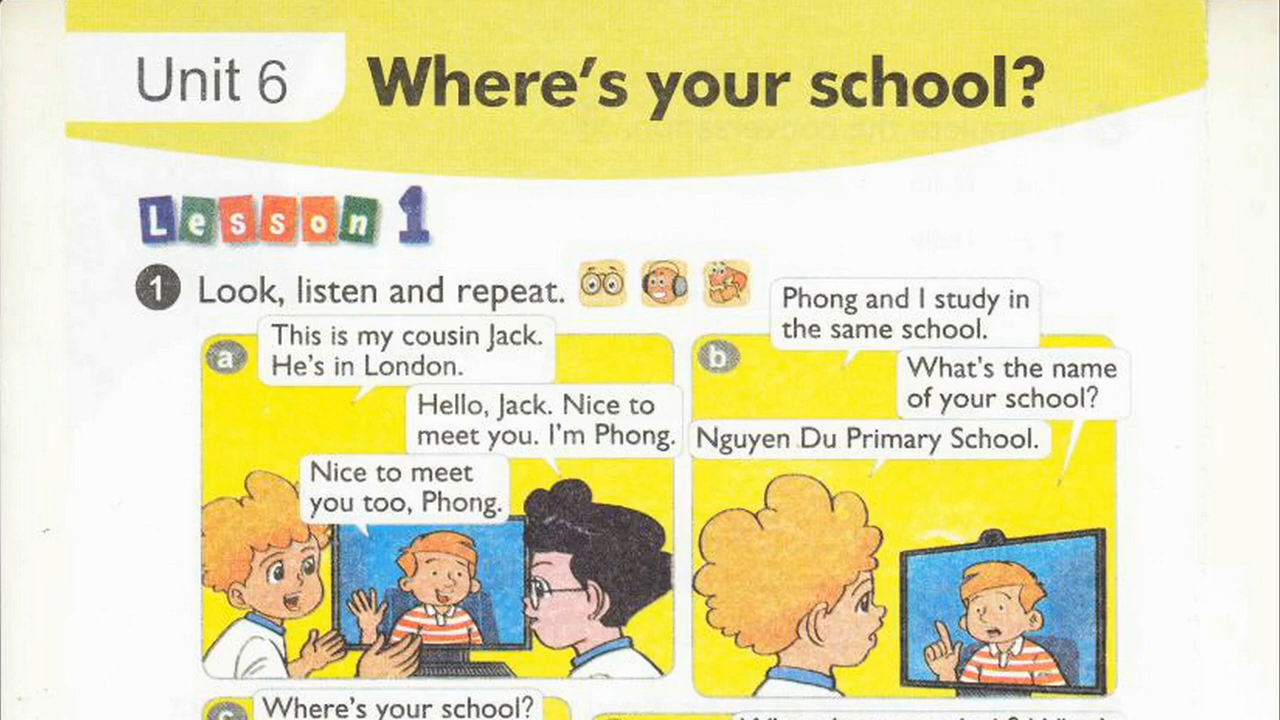 Unit 6
Where's your school?
Lesson 1
1 Look, listen and repeat.
a
This is my cousin Jack.
He's in London.
Hello, Jack. Nice to
meet you. I'm Phong.
Nice to meet
you too, Phong.
b
Phong and I study in
the same school.
What's the name
of your school?
Nguyen Du Primary School.
c
Where's your school?